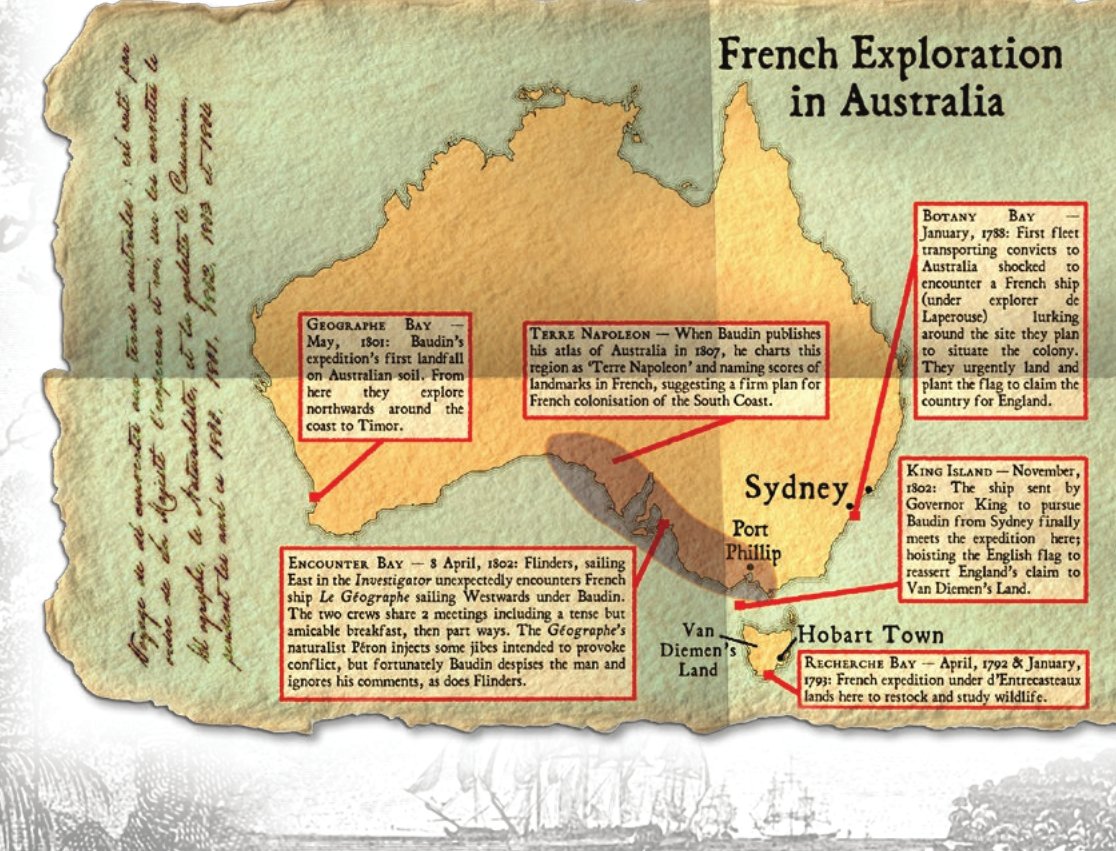 French Exploration
in Australia
Voyage de de
terres australes
par
le Naturaliste, et la goelette le Casuarina.
1801, 1802, 1803 et 1804
BOTANY BAY —
January, 1788: First fleet
transporting convicts to
Australia shocked to
encounter a French ship
(under explorer de
Laperouse) lurking
around the site they plan
to situate the colony.
They urgently land and
plant the flag to claim the
country for England.
GEOGRAPHE BAY —
May, 1801: Baudin's
expedition's first landfall
on Australian soil. From
here they explore
northwards around the
coast to Timor.
TERRE NAPOLEON — When Baudin publishes
his atlas of Australia in 1807, he charts this
region as 'Terre Napoleon' and naming scores of
landmarks in French, suggesting a firm plan for
French colonisation of the South Coast.
KING ISLAND — November,
1802: The ship sent by
Governor King to pursue
Baudin from Sydney finally
meets the expedition here;
hoisting the English flag to
reassert England's claim to
Van Diemen's Land.
Sydney
Port
Phillip
ENCOUNTER BAY — 8 April, 1802: Flinders, sailing
East in the Investigator unexpectedly encounters French
ship Le Géographe sailing Westwards under Baudin.
The two crews share 2 meetings including a tense but
amicable breakfast, then part ways. The Géographe's
naturalist Péron injects some jibes intended to provoke
conflict, but fortunately Baudin despises the man and
ignores his comments, as does Flinders.
Van
Diemen's
Land
Hobart Town
RECHERCHE BAY — April, 1792 & January,
1793: French expedition under d'Entrecasteaux
lands here to restock and study wildlife.